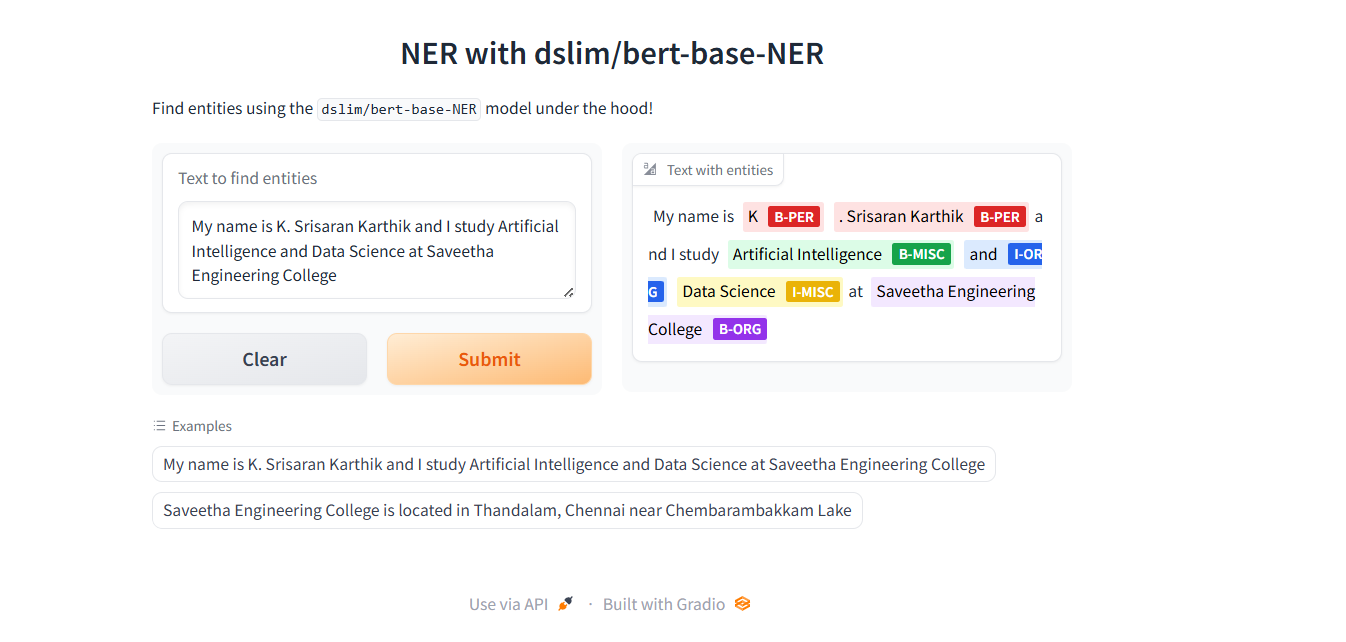 NER with dslim/bert-base-NER
Find entities using the dslim/bert-base-NER model under the hood!
Text to find entities
My name is K. Srisaran Karthik and I study Artificial
Intelligence and Data Science at Saveetha
Engineering College
Clear
Submit
Text with entities
My name is K B-PER . Srisaran Karthik B-PER a
nd I study Artificial Intelligence B-MISC and I-OR
G Data Science I-MISC at Saveetha Engineering
College B-ORG
Examples
My name is K. Srisaran Karthik and I study Artificial Intelligence and Data Science at Saveetha Engineering College
Saveetha Engineering College is located in Thandalam, Chennai near Chembarambakkam Lake
Use via API · Built with Gradio